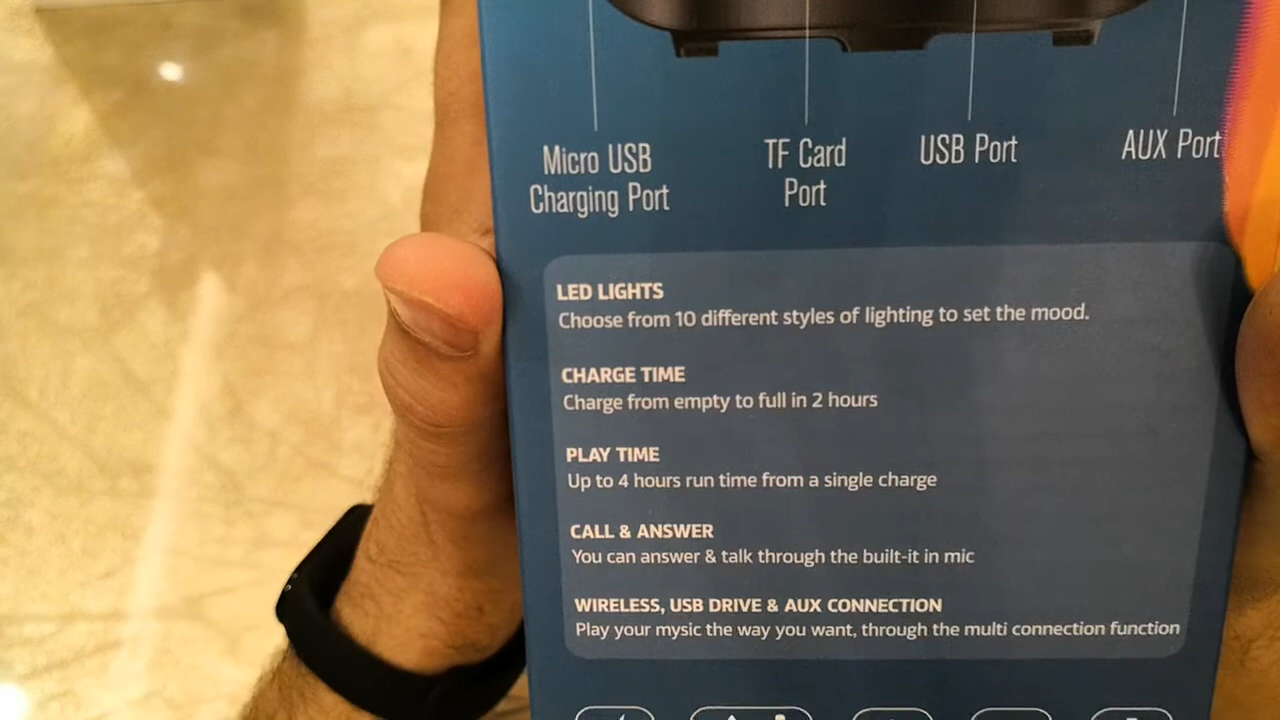 Micro USB
Charging Port
TF Card
Port
USB Port
AUX Port
LED LIGHTS
Choose from 10 different styles of lighting to set the mood.
CHARGE TIME
Charge from empty to full in 2 hours
PLAY TIME
Up to 4 hours run time from a single charge
CALL & ANSWER
You can answer & talk through the built-it in mic
WIRELESS, USB DRIVE & AUX CONNECTION
Play your mysic the way you want, through the multi connection function